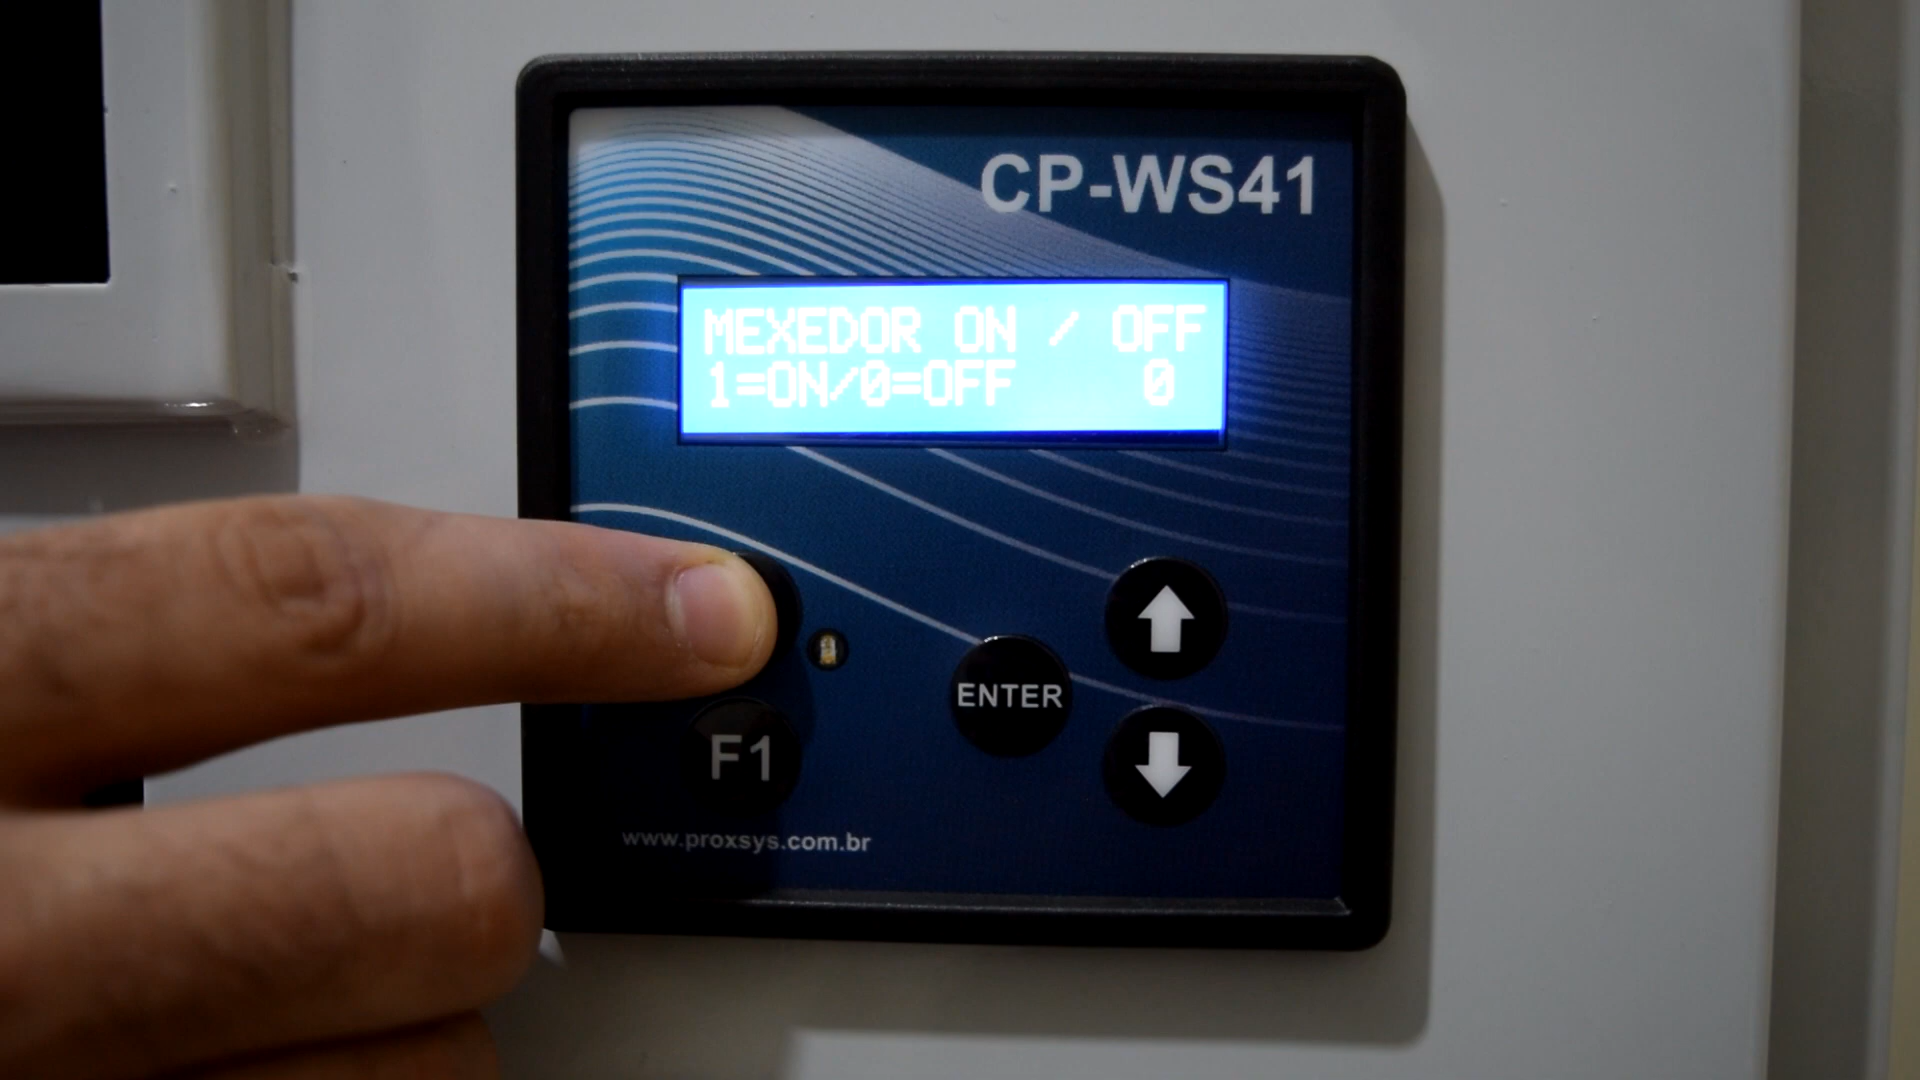 CP-WS41
MEXEDOR ON / OFF
1=ON/0=OFF 0
ENTER
F1
www.proxsys.com.br